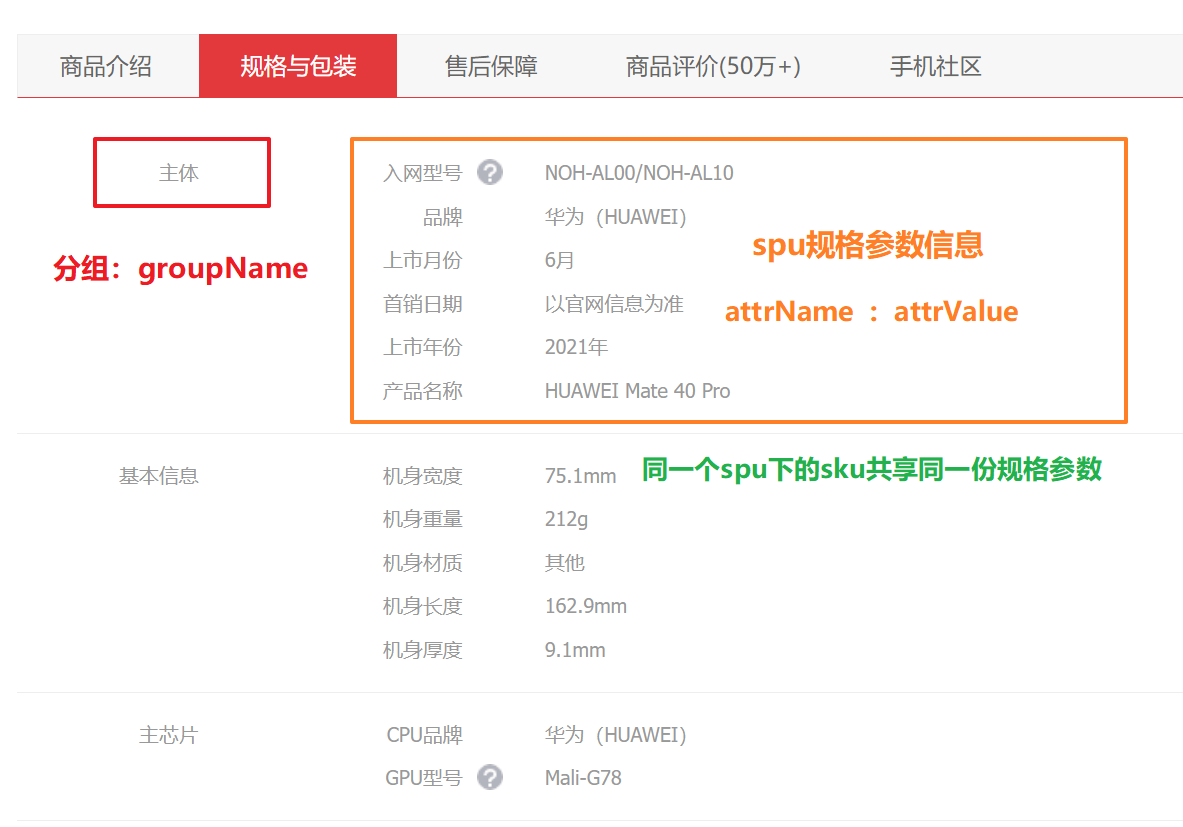 商品介绍 规格与包装 售后保障 商品评价(50万+) 手机社区
主体
分组：groupName
入网型号 ? NOH-AL00/NOH-AL10
品牌 华为（HUAWEI）
上市月份 6月
首销日期 以官网信息为准
上市年份 2021年
产品名称 HUAWEI Mate 40 Pro
spu规格参数信息
attrName ：attrValue
基本信息
机身宽度 75.1mm
同一个spu下的sku共享同一份规格参数
机身重量 212g
机身材质 其他
机身长度 162.9mm
机身厚度 9.1mm
主芯片
CPU品牌 华为（HUAWEI）
GPU型号 ? Mali-G78